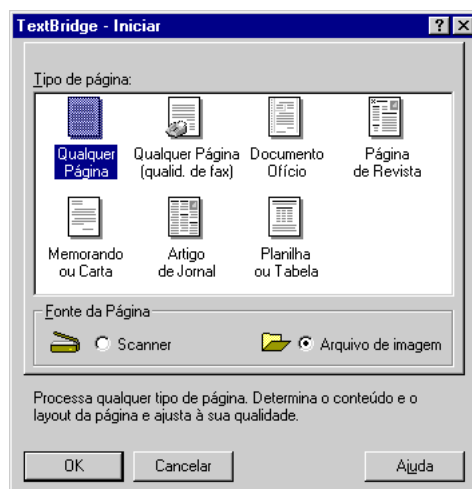 TextBridge - Iniciar
Tipo de página:
Qualquer Página
Qualquer Página (qualid. de fax)
Documento Ofício
Página de Revista
Memorando ou Carta
Artigo de Jornal
Planilha ou Tabela
Fonte da Página
Scanner
Arquivo de imagem
Processa qualquer tipo de página. Determina o conteúdo e o
layout da página e ajusta à sua qualidade.
OK
Cancelar
Ajuda